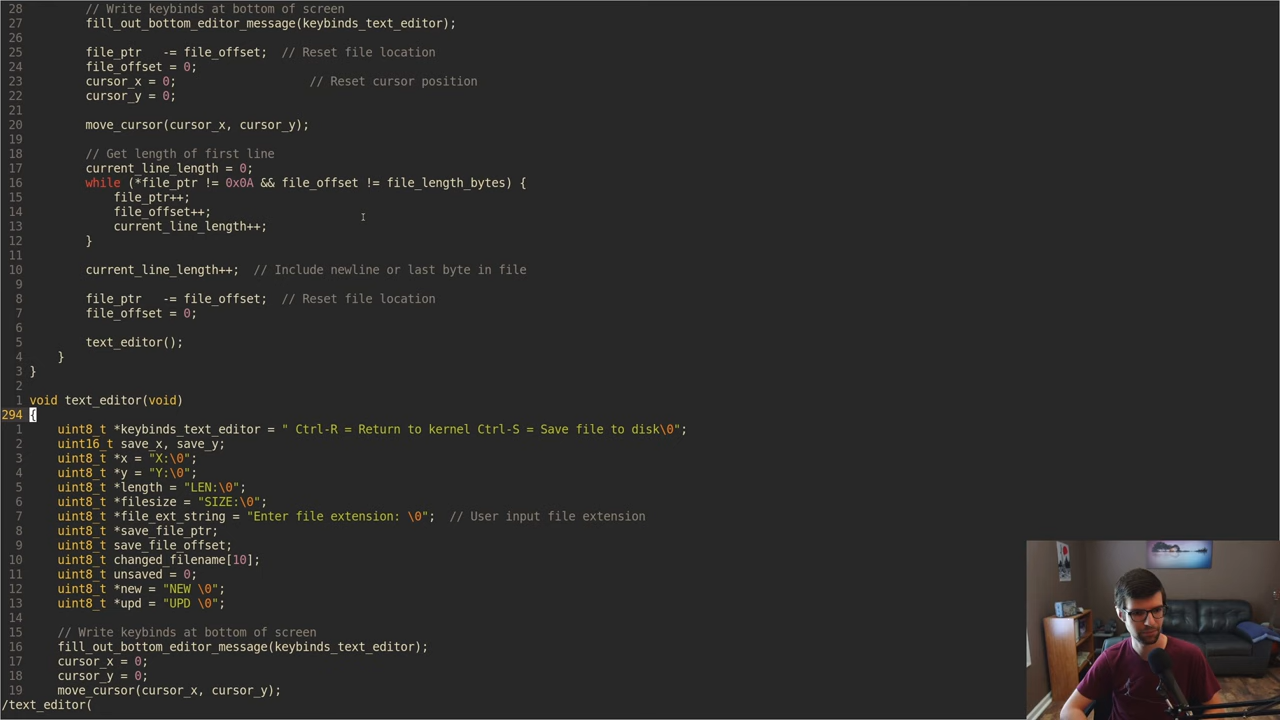 28 // Write keybinds at bottom of screen
27 fill_out_bottom_editor_message(keybinds_text_editor);
26
25 file_ptr   -= file_offset;  // Reset file location
24 file_offset = 0;
23 cursor_x = 0;                   // Reset cursor position
22 cursor_y = 0;
21
20 move_cursor(cursor_x, cursor_y);
19
18 // Get length of first line
17 current_line_length = 0;
16 while (*file_ptr != 0x0A && file_offset != file_length_bytes) {
15 file_ptr++;
14 file_offset++;
13 current_line_length++;
12 }
11
10 current_line_length++;  // Include newline or last byte in file
9
8 file_ptr   -= file_offset;  // Reset file location
7 file_offset = 0;
6
5 text_editor();
4 }
3 }
2
1 void text_editor(void)
294 {
1 uint8_t *keybinds_text_editor = " Ctrl-R = Return to kernel Ctrl-S = Save file to disk\0";
2 uint16_t save_x, save_y;
3 uint8_t *x = "X:\0";
4 uint8_t *y = "Y:\0";
5 uint8_t *length = "LEN:\0";
6 uint8_t *filesize = "SIZE:\0";
7 uint8_t *file_ext_string = "Enter file extension: \0";  // User input file extension
8 uint8_t *save_file_ptr;
9 uint8_t save_file_offset;
10 uint8_t changed_filename[10];
11 uint8_t unsaved = 0;
12 uint8_t *new = "NEW \0";
13 uint8_t *upd = "UPD \0";
14
15 // Write keybinds at bottom of screen
16 fill_out_bottom_editor_message(keybinds_text_editor);
17 cursor_x = 0;
18 cursor_y = 0;
19 move_cursor(cursor_x, cursor_y);
/text_editor(